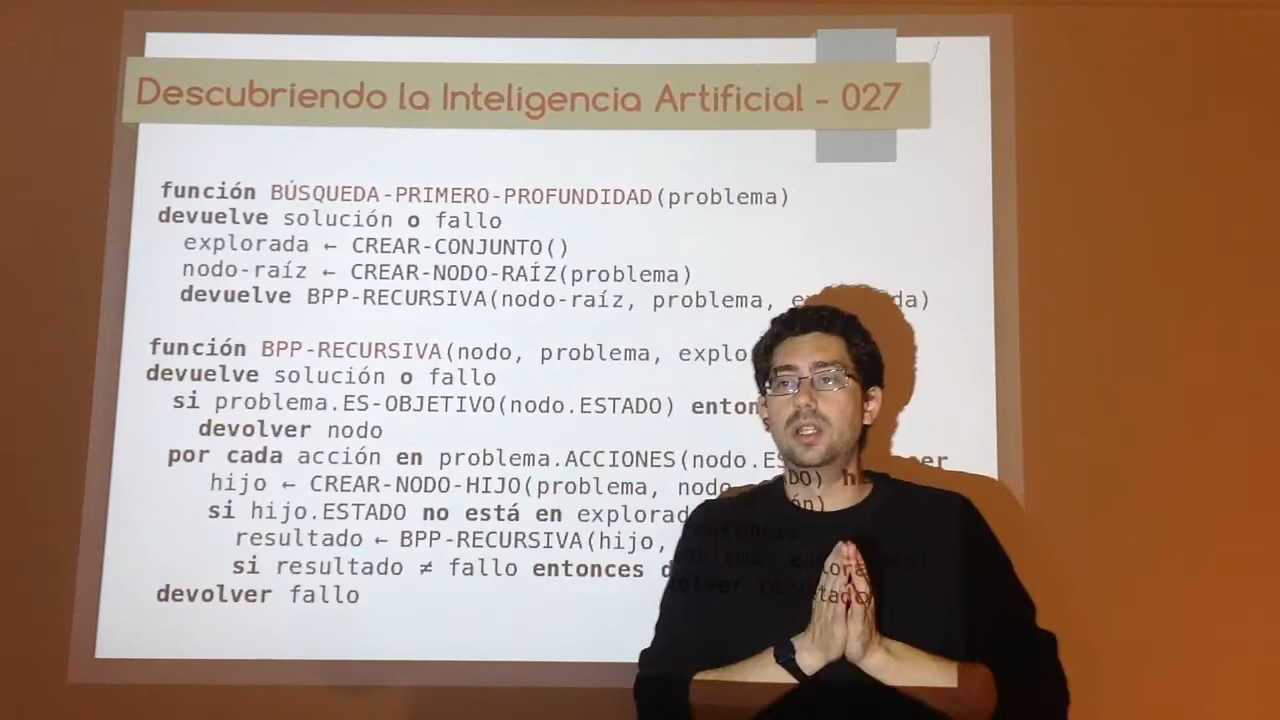 Descubriendo la Inteligencia Artificial - 027
función BÚSQUEDA-PRIMERO-PROFUNDIDAD(problema)
devuelve solución o fallo
explorada ← CREAR-CONJUNTO()
nodo-raíz ← CREAR-NODO-RAÍZ(problema)
devuelve BPP-RECURSIVA(nodo-raíz, problema,
función BPP-RECURSIVA(nodo, problema,
devuelve solución o fallo
si problema.ES-OBJETIVO(nodo.ESTADO)
devolver nodo
por cada acción en problema.ACCIONES(
hijo ← CREAR-NODO-HIJO(problema,
si hijo.ESTADO no está en
resultado ← BPP-RECURSIVA(hijo,
si resultado ≠ fallo entonces
devolver fallo